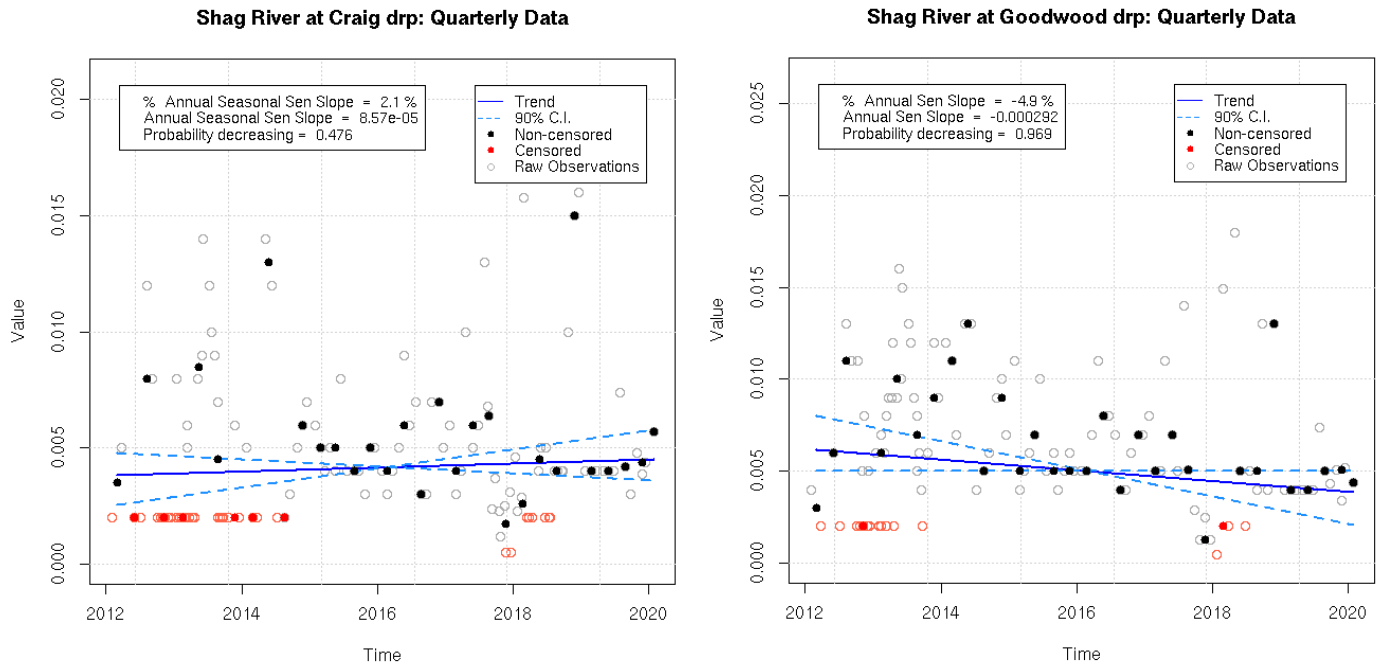 Shag River at Craig drp: Quarterly Data
% Annual Seasonal Sen Slope = 2.1 %
Annual Seasonal Sen Slope = 8.57e-05
Probability decreasing = 0.476
Trend
90% C.I.
Non-censored
Censored
Raw Observations
Value
0.020
0.015
0.010
0.005
0.000
2012 2014 2016 2018 2020
Time
Shag River at Goodwood drp: Quarterly Data
% Annual Sen Slope = -4.9 %
Annual Sen Slope = -0.000292
Probability decreasing = 0.969
Trend
90% C.I.
Non-censored
Censored
Raw Observations
Value
0.025
0.020
0.015
0.010
0.005
0.000
2012 2014 2016 2018 2020
Time